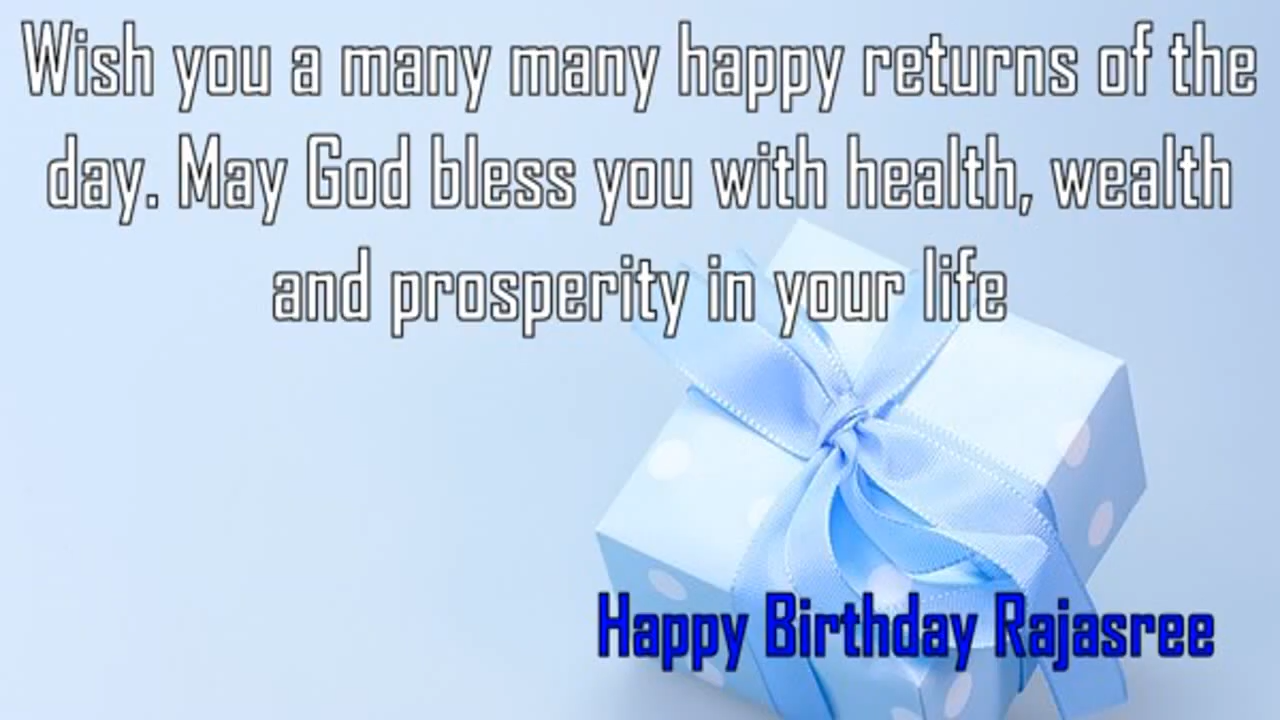 Wish you a many many happy returns of the
day. May God bless you with health, wealth
and prosperity in your life
Happy Birthday Rajasree